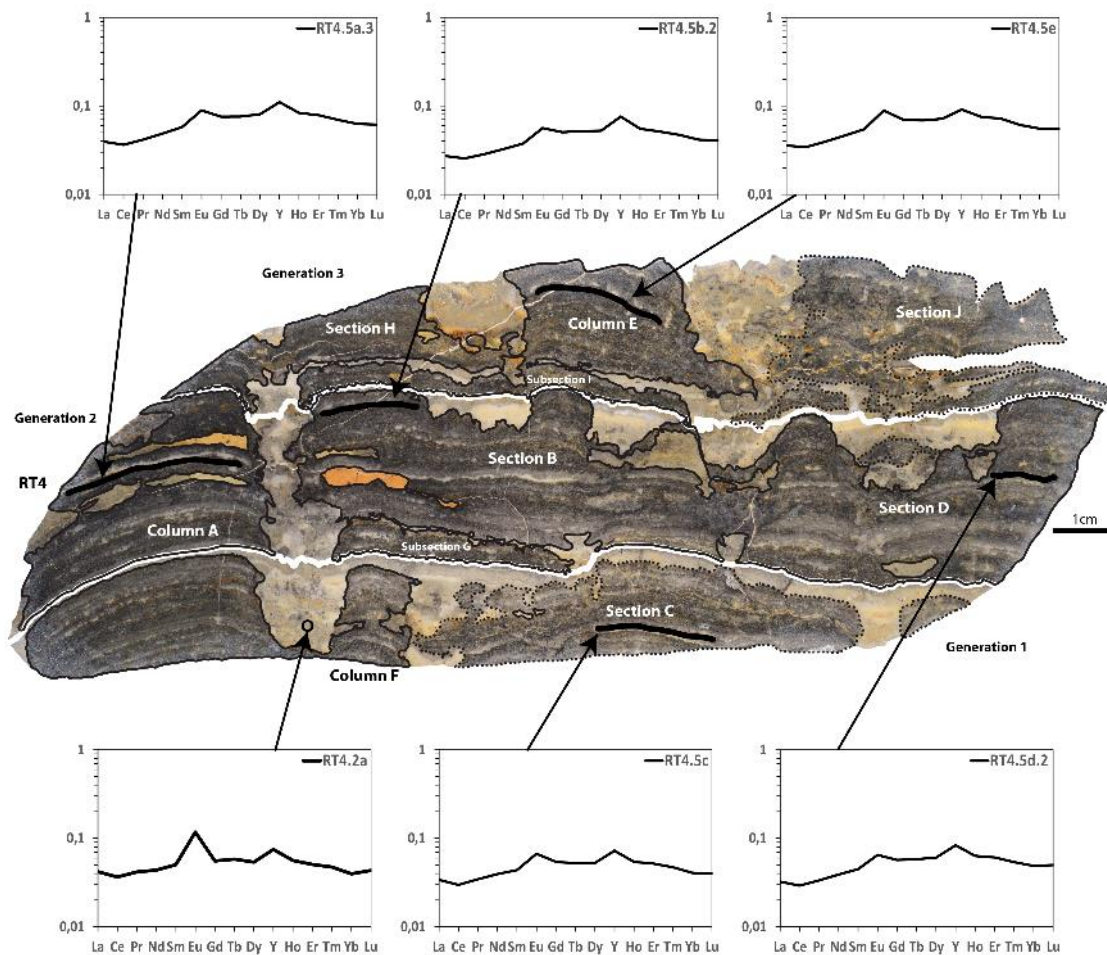 RT4.5a.3
1
0,1
0,01
La Ce Pr Nd Sm Eu Gd Tb Dy Y Ho Er Tm Yb Lu
RT4.5b.2
1
0,1
0,01
La Ce Pr Nd Sm Eu Gd Tb Dy Y Ho Er Tm Yb Lu
RT4.5e
1
0,1
0,01
La Ce Pr Nd Sm Eu Gd Tb Dy Y Ho Er Tm Yb Lu
Generation 3
Section H
Column E
Section J
Subsection I
Generation 2
RT4
Section B
Section D
Column A
Subsection G
1cm
Section C
Generation 1
Column F
RT4.2a
1
0,1
0,01
La Ce Pr Nd Sm Eu Gd Tb Dy Y Ho Er Tm Yb Lu
RT4.5c
1
0,1
0,01
La Ce Pr Nd Sm Eu Gd Tb Dy Y Ho Er Tm Yb Lu
RT4.5d.2
1
0,1
0,01
La Ce Pr Nd Sm Eu Gd Tb Dy Y Ho Er Tm Yb Lu